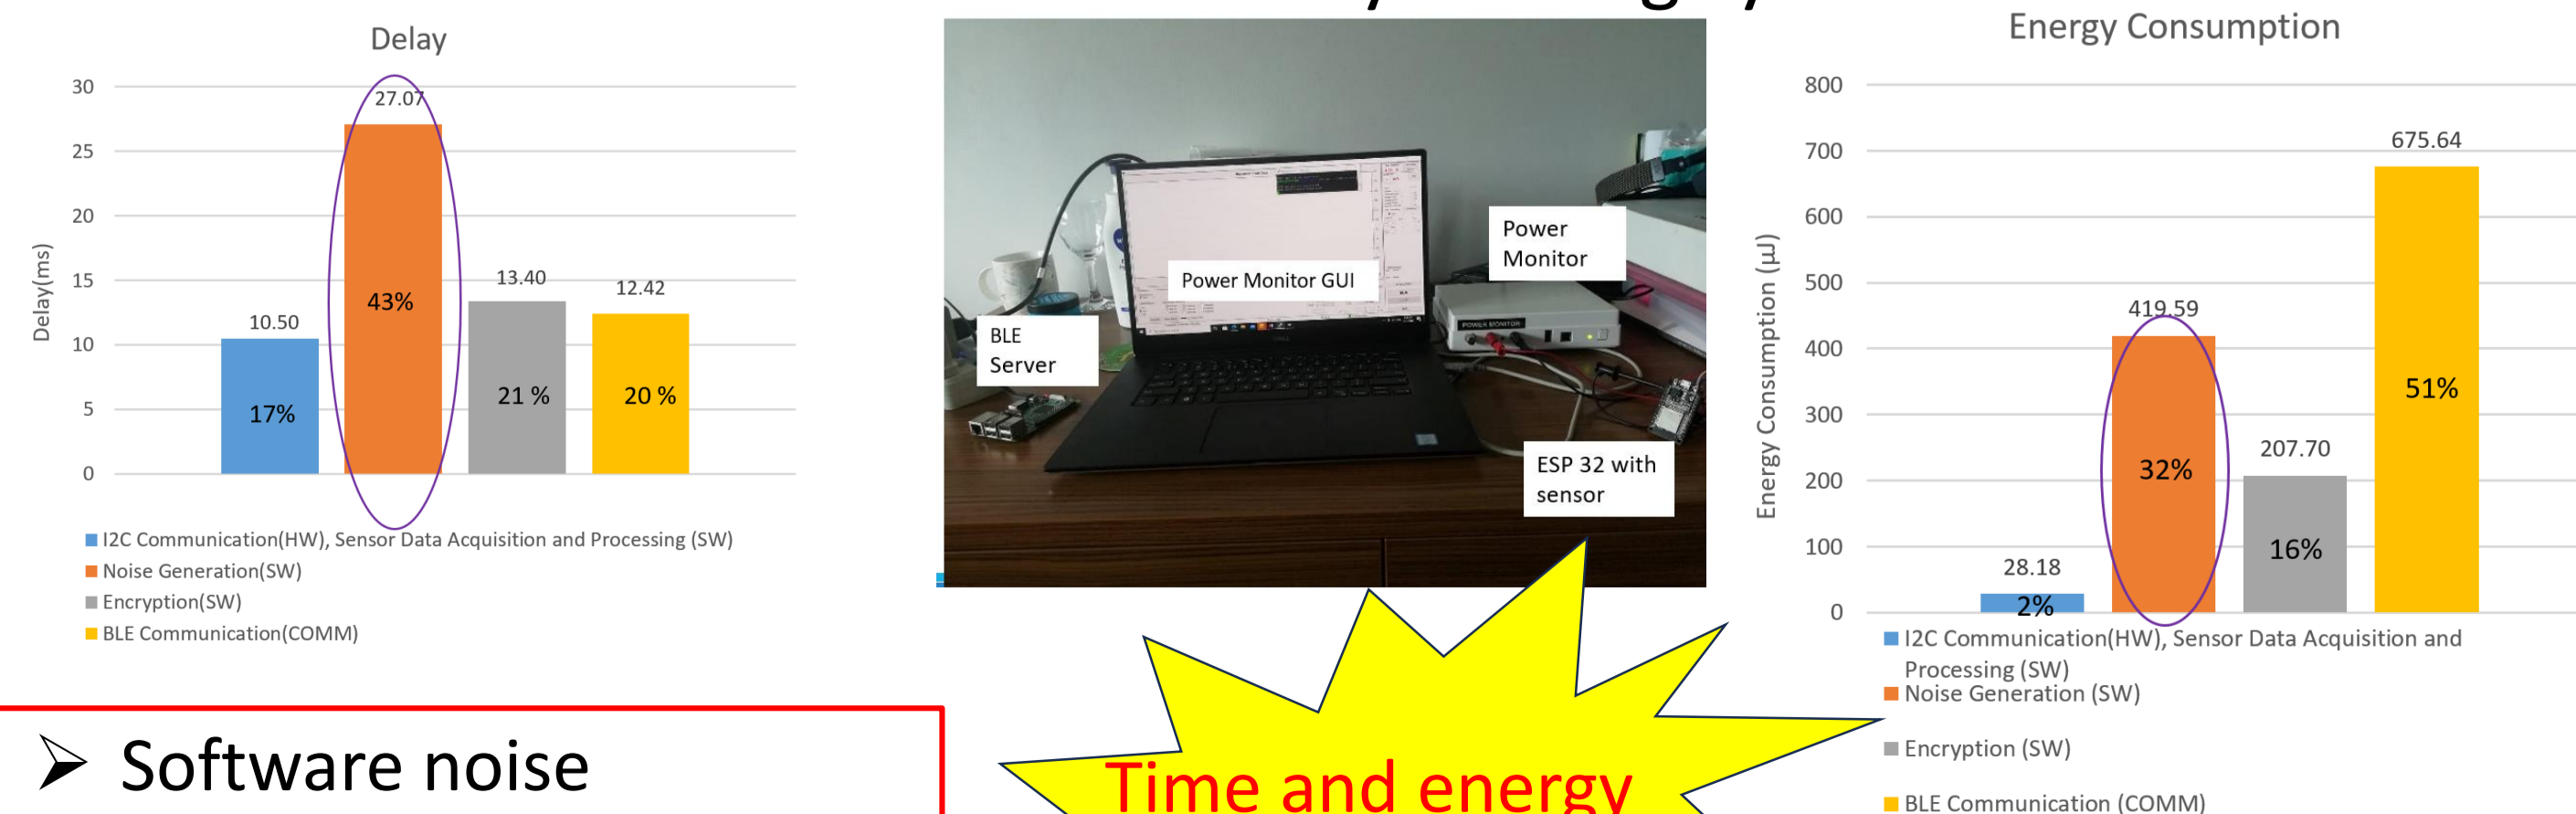 Delay
30
25
20
15
10
5
0
Delay(ms)
27.07
43%
10.50
17%
13.40
21 %
12.42
20 %
I2C Communication(HW), Sensor Data Acquisition and Processing (SW)
Noise Generation(SW)
Encryption(SW)
BLE Communication(COMM)
Power Monitor GUI
Power
Monitor
POWER MONITOR
BLE
Server
ESP 32 with
sensor
Energy Consumption
800
700
600
500
400
300
200
100
0
Energy Consumption (µJ)
28.18
2%
419.59
32%
207.70
16%
675.64
51%
I2C Communication(HW), Sensor Data Acquisition and
Processing (SW)
Noise Generation (SW)
Encryption (SW)
BLE Communication (COMM)
➢ Software noise
Time and energy